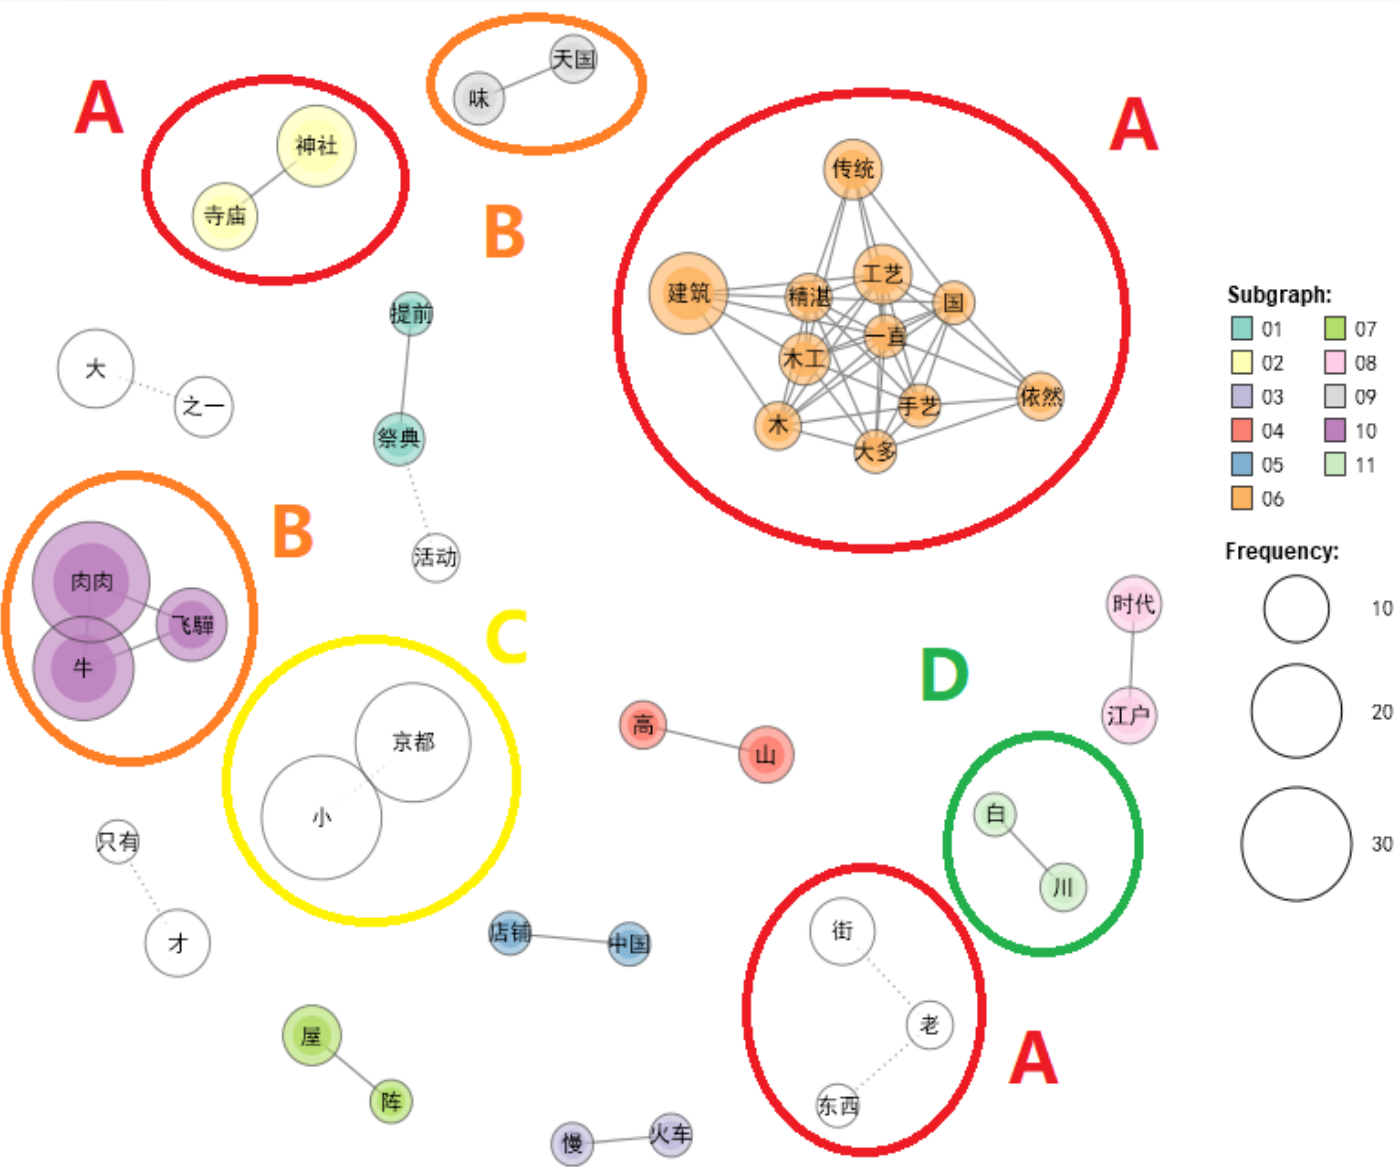 天国
味
A
神社
寺庙
B
A
传统
建筑
精湛
工艺
国
一直
木工
手艺
依然
木
大多
提前
祭典
活动
大
之一
B
肉肉
飞騨
牛
C
京都
小
高
山
D
时代
江户
白
川
只有
才
店铺
中国
街
老
东西
A
屋
阵
慢
火车
Subgraph:
01 07
02 08
03 09
04 10
05 11
06
Frequency:
10
20
30